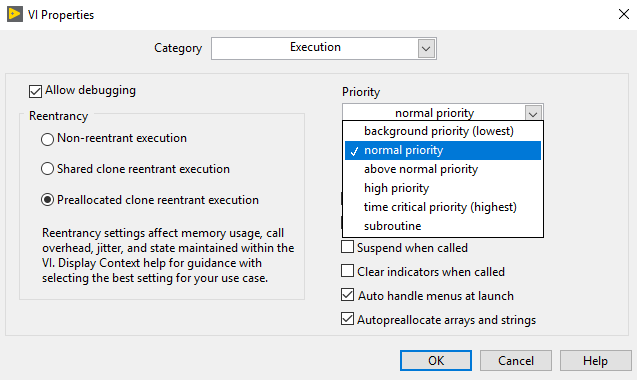 VI Properties
Category
Execution
Allow debugging
Reentrancy
Non-reentrant execution
Shared clone reentrant execution
Preallocated clone reentrant execution
Reentrancy settings affect memory usage, call
overhead, jitter, and state maintained within the
VI. Display Context help for guidance with
selecting the best setting for your use case.
Priority
normal priority
background priority (lowest)
normal priority
above normal priority
high priority
time critical priority (highest)
subroutine
Suspend when called
Clear indicators when called
Auto handle menus at launch
Autopreallocate arrays and strings
OK
Cancel
Help